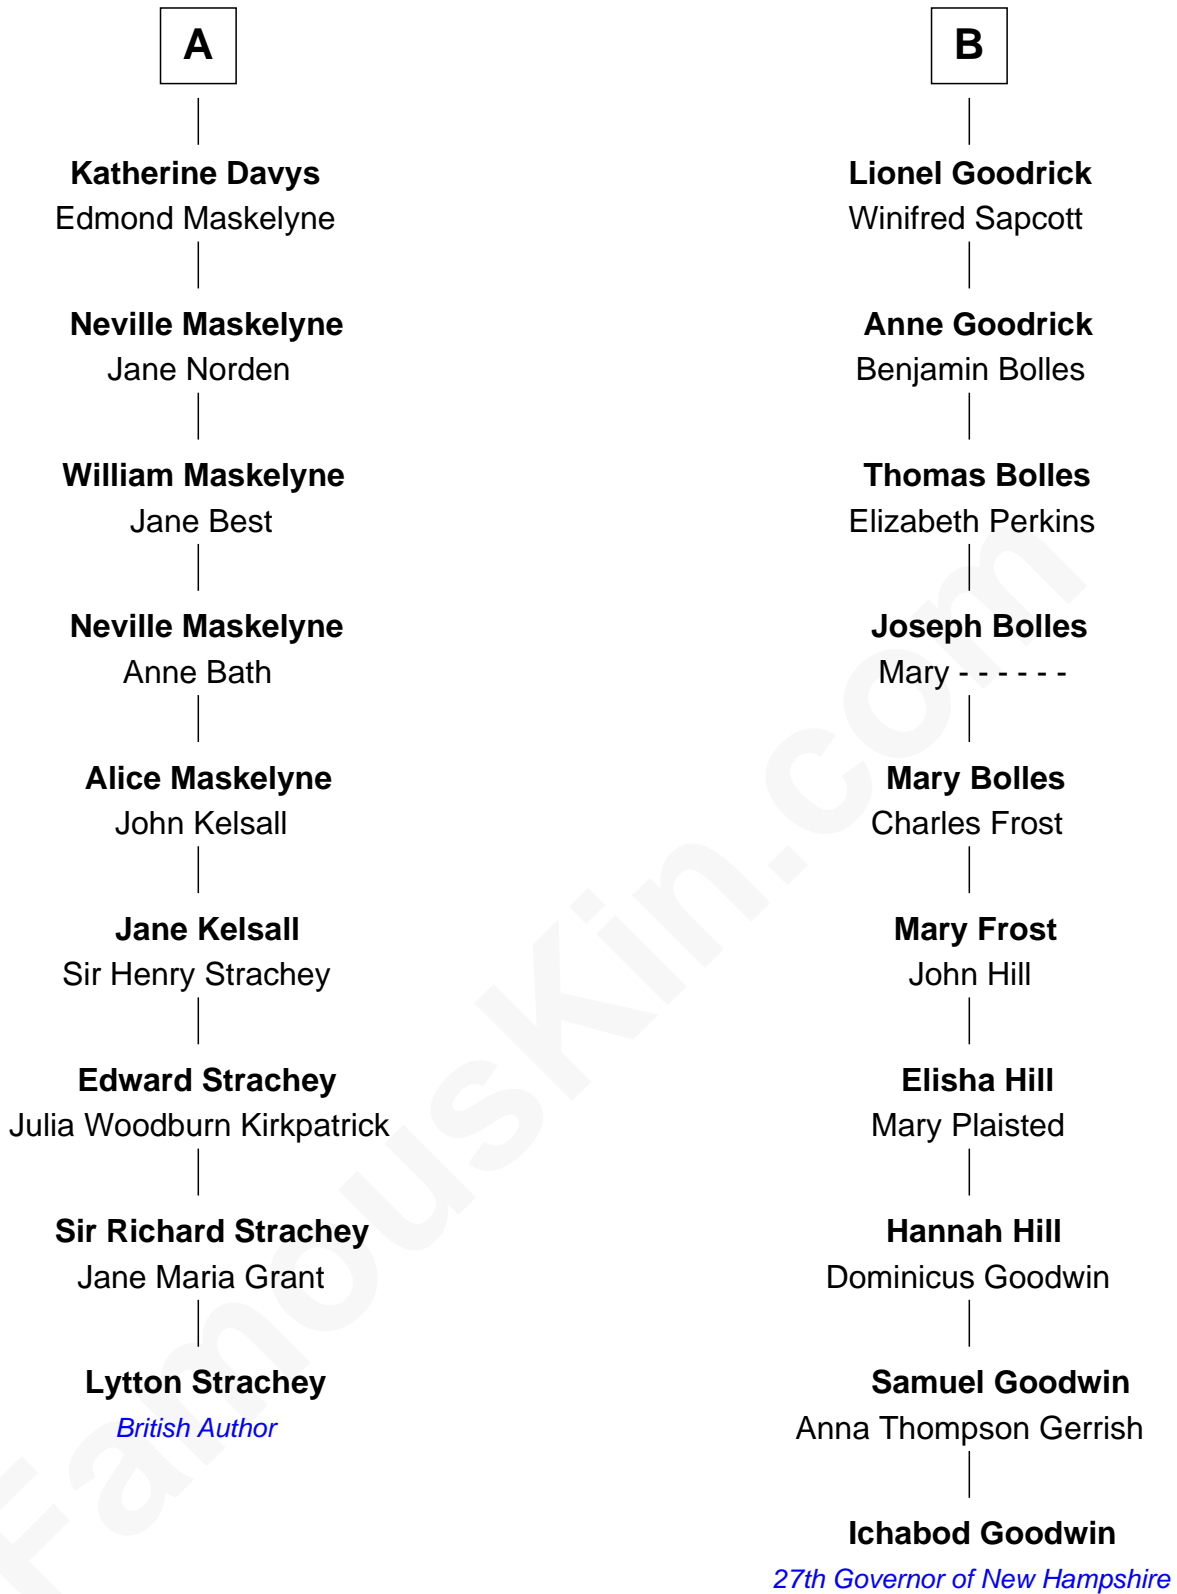 A
Katherine Davys
Edmond Maskelyne
Neville Maskelyne
Jane Norden
William Maskelyne
Jane Best
Neville Maskelyne
Anne Bath
Alice Maskelyne
John Kelsall
Jane Kelsall
Sir Henry Strachey
Edward Strachey
Julia Woodburn Kirkpatrick
Sir Richard Strachey
Jane Maria Grant
Lytton Strachey
British Author
B
Lionel Goodrick
Winifred Sapcott
Anne Goodrick
Benjamin Bolles
Thomas Bolles
Elizabeth Perkins
Joseph Bolles
Mary - - - - - -
Mary Bolles
Charles Frost
Mary Frost
John Hill
Elisha Hill
Mary Plaisted
Hannah Hill
Dominicus Goodwin
Samuel Goodwin
Anna Thompson Gerrish
Ichabod Goodwin
27th Governor of New Hampshire
FamousKin.com